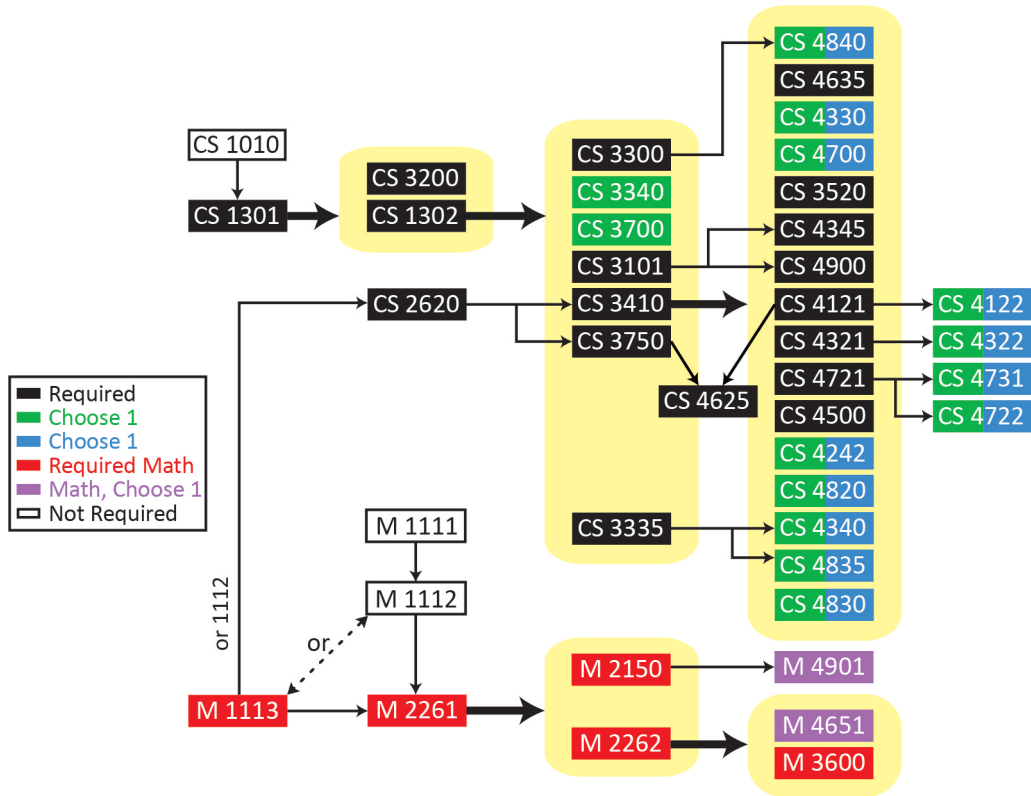 CS 1010
CS 1301
CS 3200
CS 1302
CS 2620
CS 3300
CS 3340
CS 3700
CS 3101
CS 3410
CS 3750
CS 4625
CS 3335
CS 4840
CS 4635
CS 4330
CS 4700
CS 3520
CS 4345
CS 4900
CS 4121
CS 4321
CS 4721
CS 4500
CS 4242
CS 4820
CS 4340
CS 4835
CS 4830
CS 4122
CS 4322
CS 4731
CS 4722
Required
Choose 1
Choose 1
Required Math
Math, Choose 1
Not Required
or 1112
or
M 1111
M 1112
M 1113
M 2261
M 2150
M 2262
M 4901
M 4651
M 3600